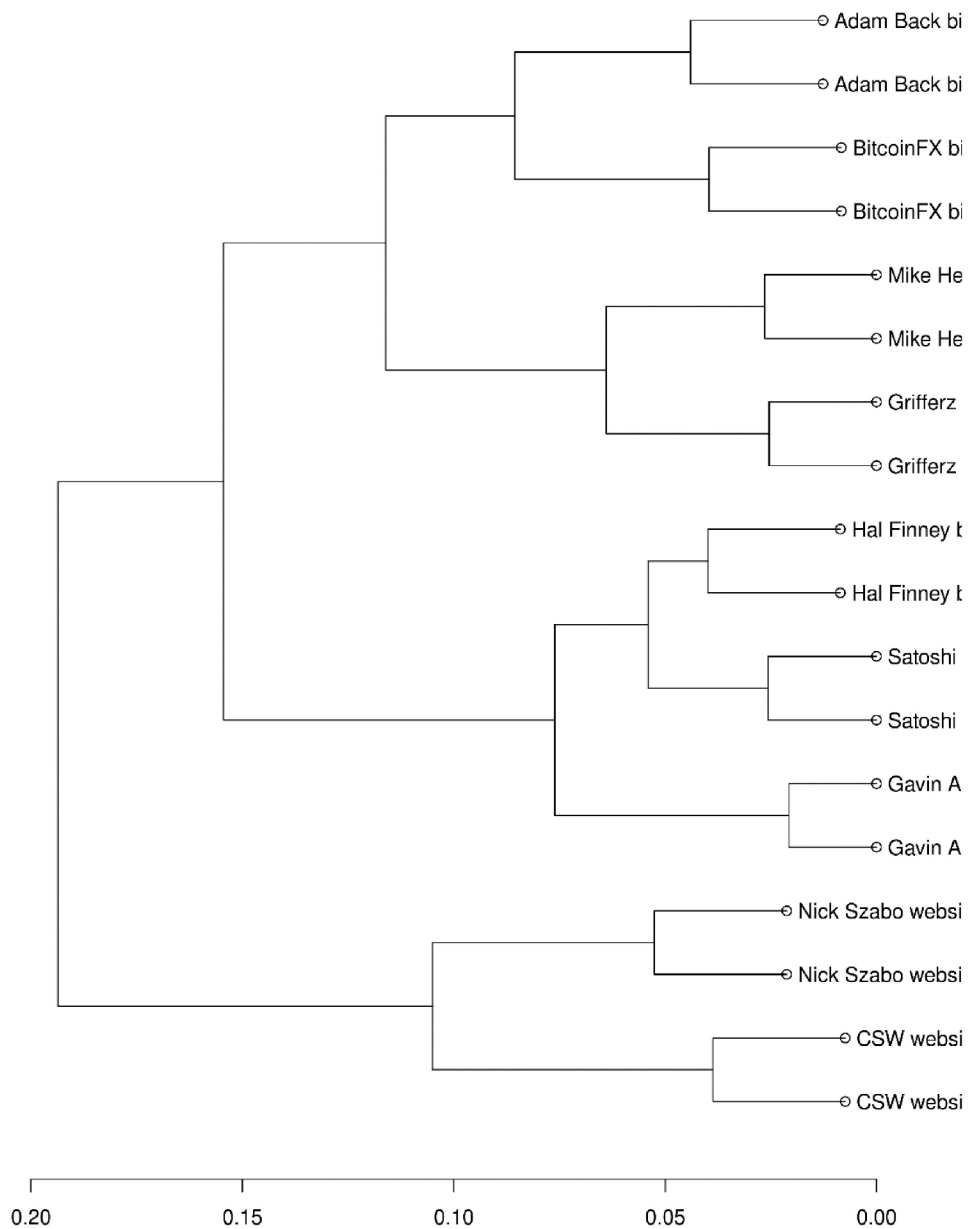 Adam Back bi
Adam Back bi
BitcoinFX bi
BitcoinFX bi
Mike He
Mike He
Grifferz
Grifferz
Hal Finney b
Hal Finney b
Satoshi
Satoshi
Gavin A
Gavin A
Nick Szabo websi
Nick Szabo websi
CSW websi
CSW websi
0.20 0.15 0.10 0.05 0.00